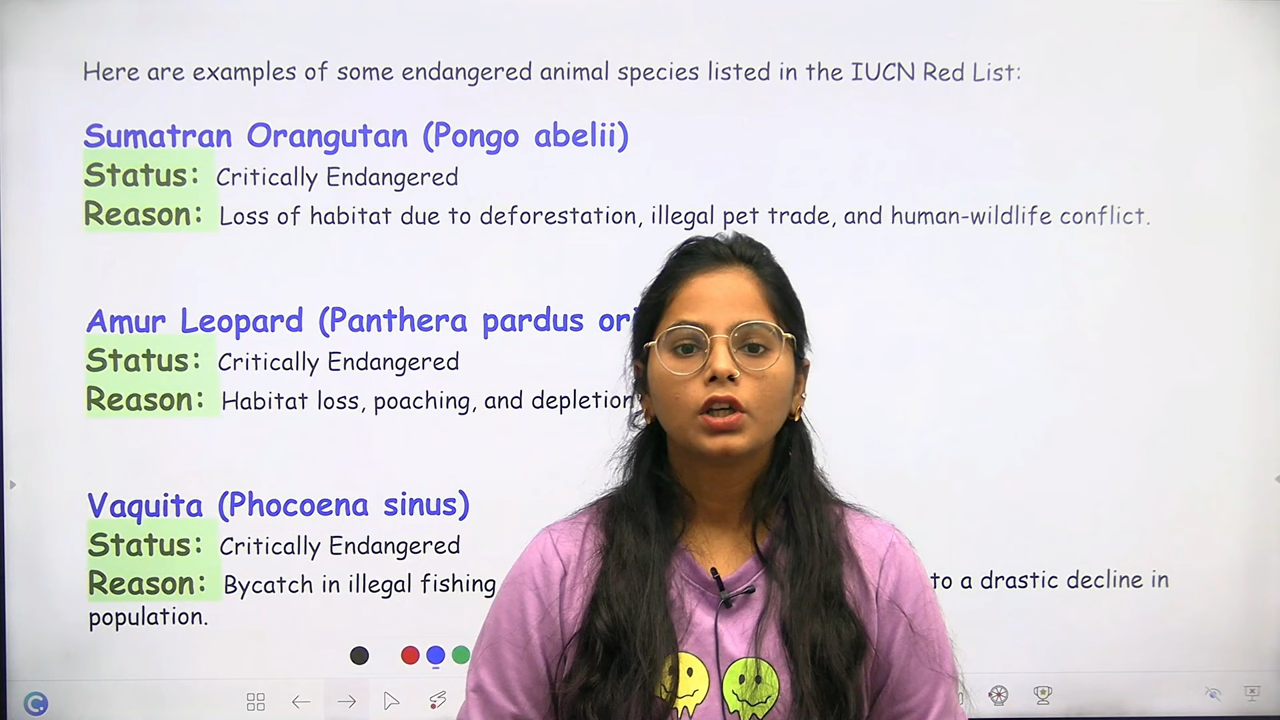 Here are examples of some endangered animal species listed in the IUCN Red List:
Sumatran Orangutan (Pongo abelii)
Status: Critically Endangered
Reason: Loss of habitat due to deforestation, illegal pet trade, and human-wildlife conflict.
Amur Leopard (Panthera pardus
Status: Critically Endangered
Reason: Habitat loss, poaching, and depletion
Vaquita (Phocoena sinus)
Status: Critically Endangered
Reason: Bycatch in illegal fishing to a drastic decline in
population.